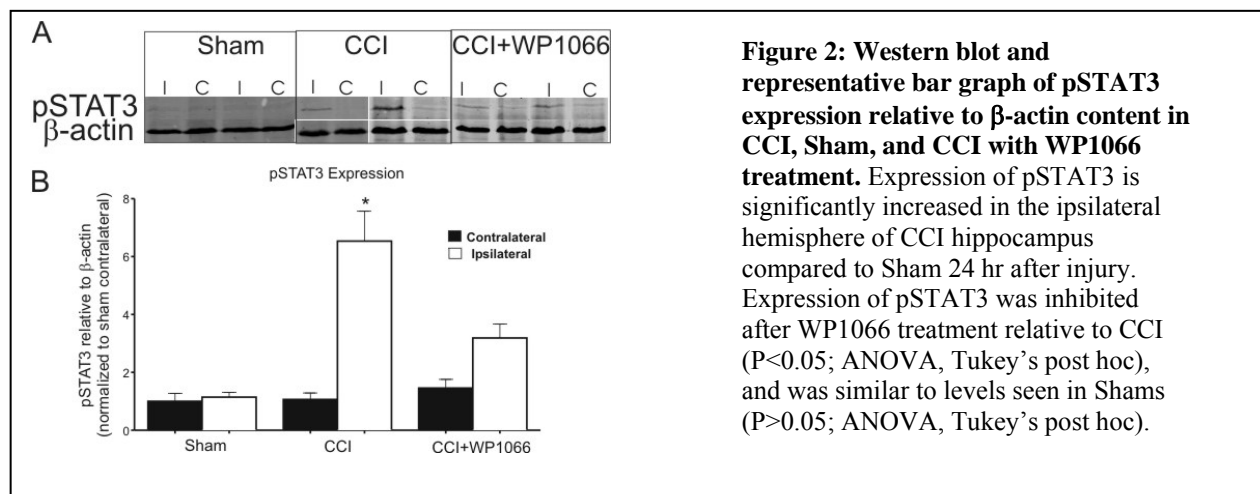 A
Sham CCI CCI+WP1066
I C I C I C I C I C I C
pSTAT3
β-actin
B
pSTAT3 Expression
pSTAT3 relative to β-actin
(normalized to sham contralateral)
8
6
4
2
0
*
Contralateral
Ipsilateral
Sham CCI CCI+WP1066
Figure 2: Western blot and
representative bar graph of pSTAT3
expression relative to β-actin content in
CCI, Sham, and CCI with WP1066
treatment. Expression of pSTAT3 is
significantly increased in the ipsilateral
hemisphere of CCI hippocampus
compared to Sham 24 hr after injury.
Expression of pSTAT3 was inhibited
after WP1066 treatment relative to CCI
(P<0.05; ANOVA, Tukey’s post hoc),
and was similar to levels seen in Shams
(P>0.05; ANOVA, Tukey’s post hoc).